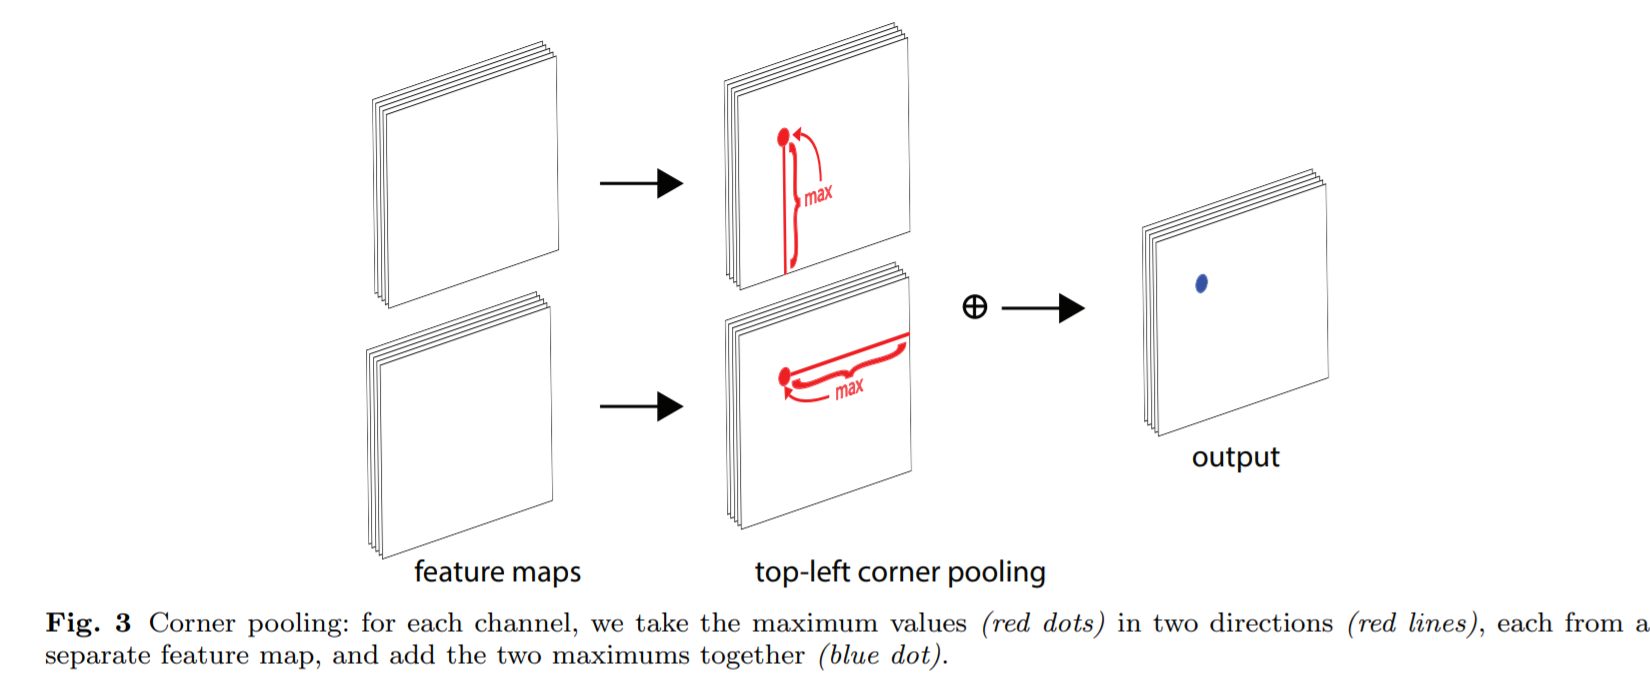 max
max
⊕
output
feature maps
top-left corner pooling
Fig. 3 Corner pooling: for each channel, we take the maximum values (red dots) in two directions (red lines), each from a
separate feature map, and add the two maximums together (blue dot).